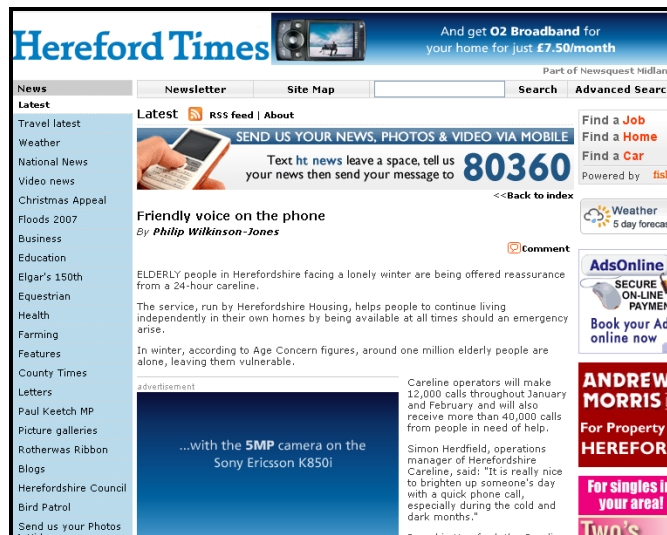 Hereford Times
And get O2 Broadband for
your home for just £7.50/month
Part of Newsquest
News
Newsletter
Site Map
Search
Advanced
Latest
Travel latest
Weather
National News
Video news
Christmas Appeal
Floods 2007
Business
Education
Elgar's 150th
Equestrian
Health
Farming
Features
County Times
Letters
Paul Keetch MP
Picture galleries
Rotherwas Ribbon
Blogs
Herefordshire Council
Bird Patrol
Send us your Photos
Latest
RSS feed | About
SEND US YOUR NEWS, PHOTOS & VIDEO VIA MOBILE
Text ht news leave a space, tell us
your news then send your message to
80360
<<Back to index
Friendly voice on the phone
By Philip Wilkinson-Jones
Comment
ELDERLY people in Herefordshire facing a lonely winter are being offered reassurance
from a 24-hour careline.
The service, run by Herefordshire Housing, helps people to continue living
independently in their own homes by being available at all times should an emergency
arise.
In winter, according to Age Concern figures, around one million elderly people are
alone, leaving them vulnerable.
advertisement
...with the 5MP camera on the
Sony Ericsson K850i
Careline operators will make
12,000 calls throughout January
and February and will also
receive more than 40,000 calls
from people in need of help.
Simon Herdfield, operations
manager of Herefordshire
Careline, said: "It is really nice
to brighten up someone's day
with a quick phone call,
especially during the cold and
dark months."
Find a Job
Find a Home
Find a Car
Powered by
Weather
5 day
AdsOnline
SECURE
ON-LINE
Book your
online now
ANDREW
MORRIS
For Property
For singles in
your area!
Two's